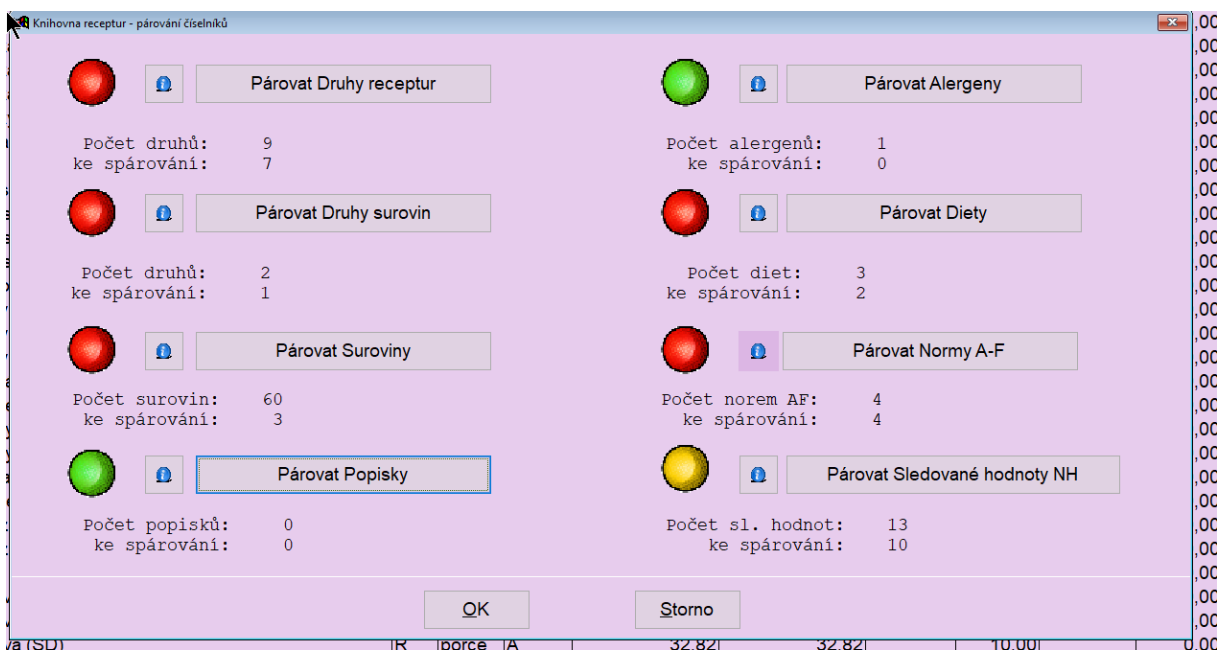 Knihovna receptur - párování číselníků
Párovat Druhy receptur
Počet druhů: 9
ke spárování: 7
Párovat Druhy surovin
Počet druhů: 2
ke spárování: 1
Párovat Suroviny
Počet surovin: 60
ke spárování: 3
Párovat Popisky
Počet popisků: 0
ke spárování: 0
Párovat Alergeny
Počet alergenů: 1
ke spárování: 0
Párovat Diety
Počet diet: 3
ke spárování: 2
Párovat Normy A-F
Počet norem AF: 4
ke spárování: 4
Párovat Sledované hodnoty NH
Počet sl. hodnot: 13
ke spárování: 10
OK
Storno
(SD) R porce A 32.82 32.82 10.00 0.00